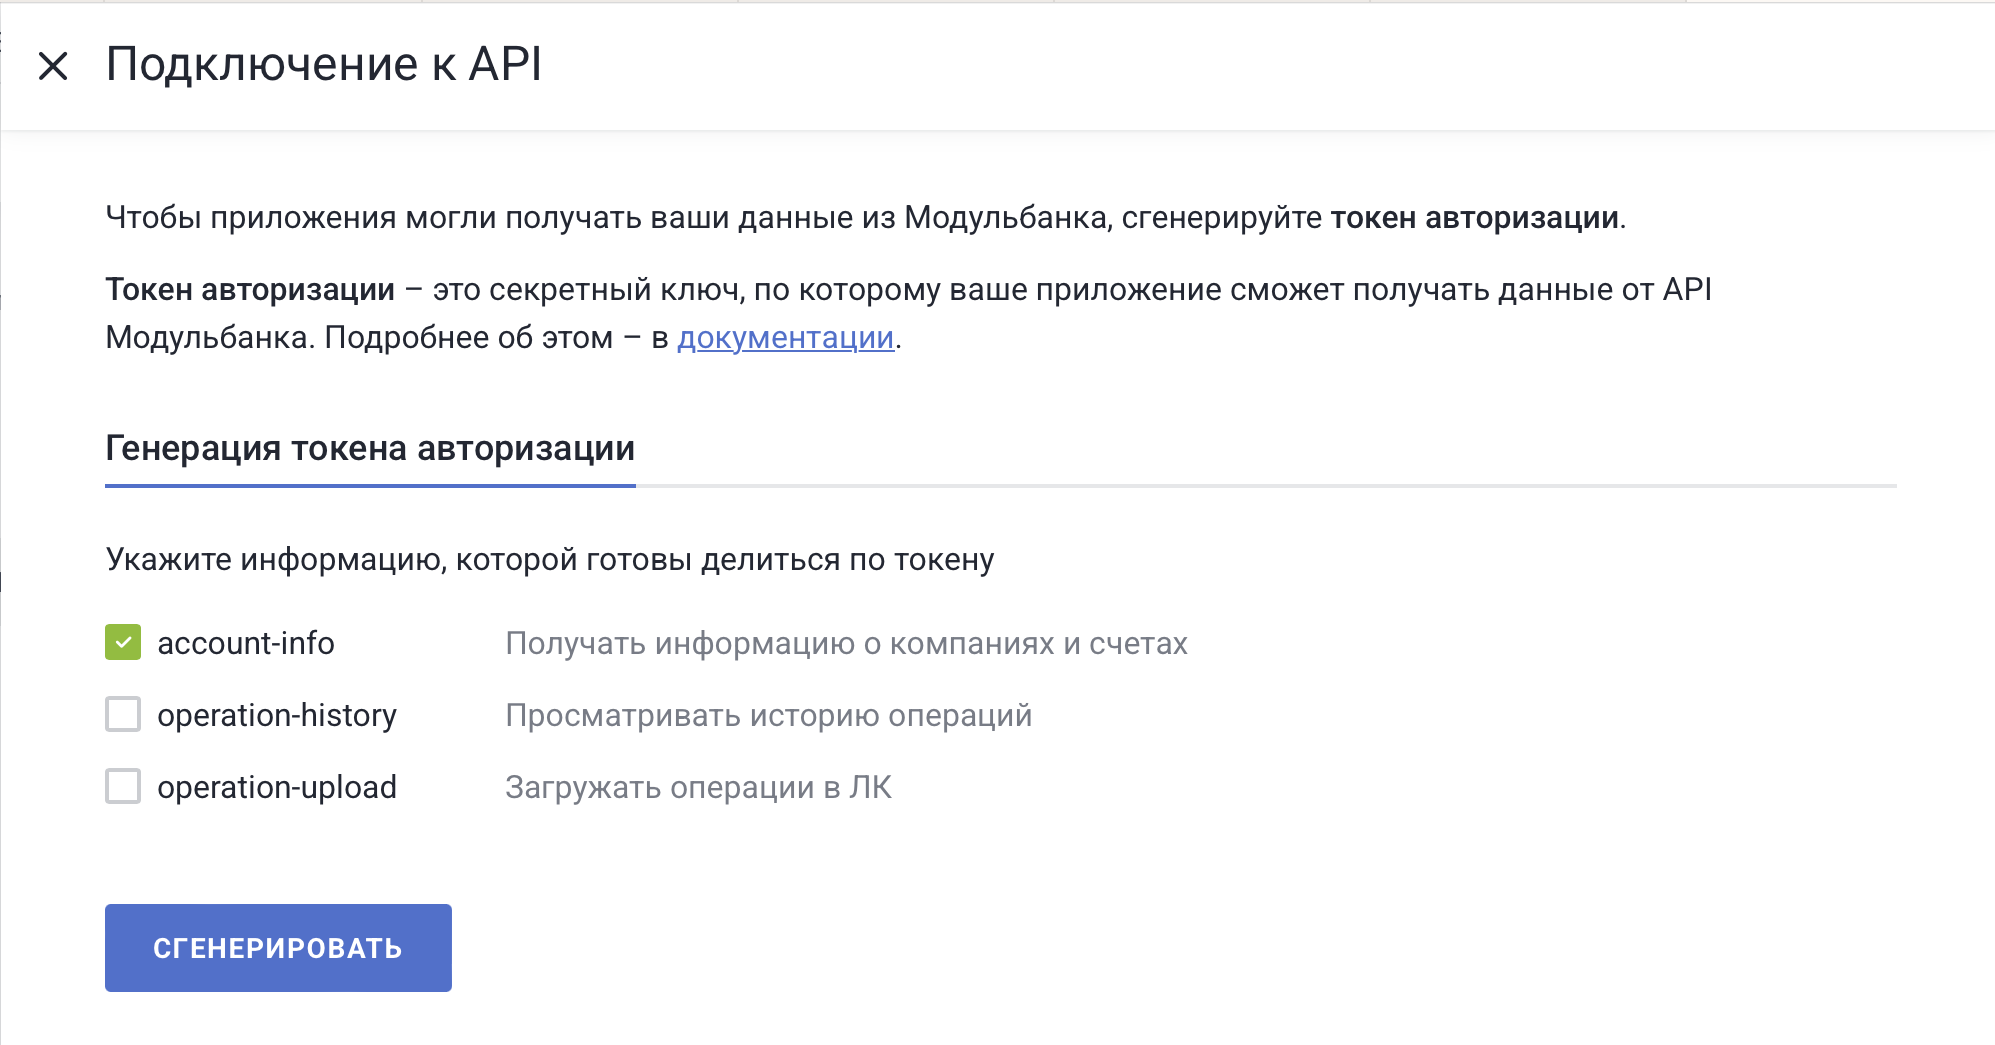 Подключение к API
Чтобы приложения могли получать ваши данные из Модульбанка, сгенерируйте токен авторизации.
Токен авторизации – это секретный ключ, по которому ваше приложение сможет получать данные от API
Модульбанка. Подробнее об этом – в документации.
Генерация токена авторизации
Укажите информацию, которой готовы делиться по токену
account-info Получать информацию о компаниях и счетах
operation-history Просматривать историю операций
operation-upload Загружать операции в ЛК
СГЕНЕРИРОВАТЬ